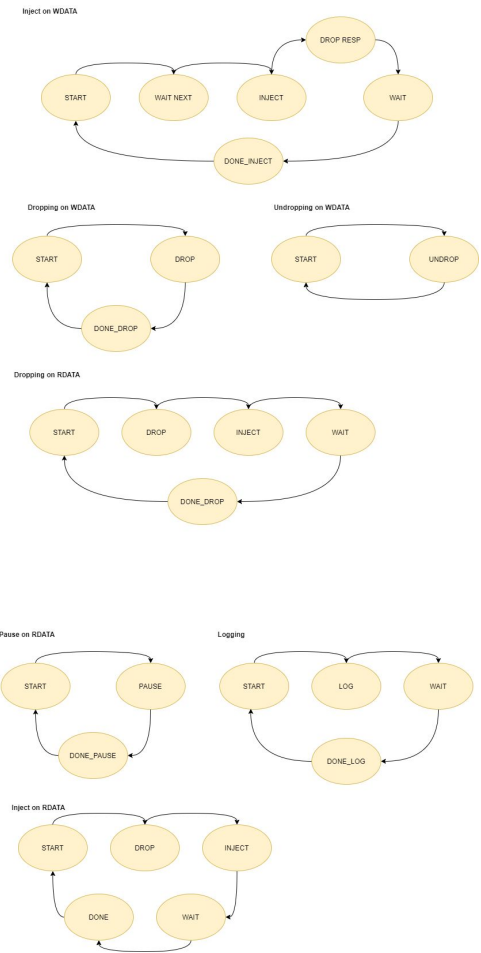 Inject on WDATA
DROP RESP
START
WAIT NEXT
INJECT
WAIT
DONE_INJECT
Dropping on WDATA
START
DROP
DONE_DROP
Undropping on WDATA
START
UNDROP
Dropping on RDATA
START
DROP
INJECT
WAIT
DONE_DROP
Pause on RDATA
START
PAUSE
DONE_PAUSE
Logging
START
LOG
WAIT
DONE_LOG
Inject on RDATA
START
DROP
INJECT
DONE
WAIT